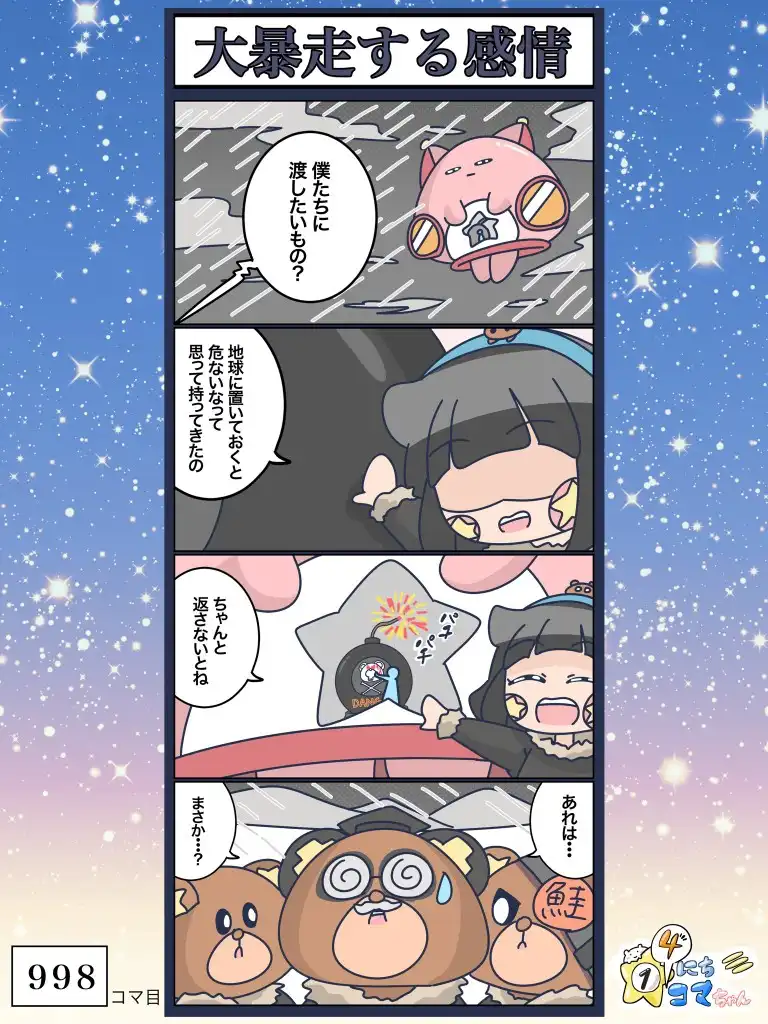 大暴走する感情
僕たちに
渡したいもの?
地球に置いておくと
危ないなって
思って持ってきたの
ちゃんと
返さないとね
パチ
パチ
DANG
あれは…
まさか…?
鮭
998
コマ目
4
1
にち
コマ
ちゃん